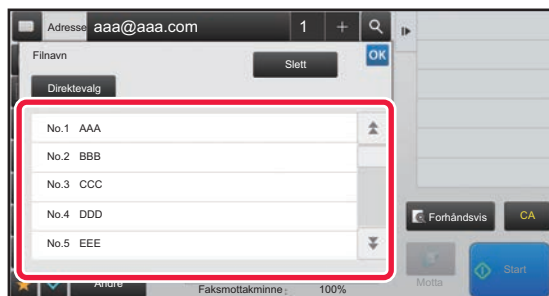 Adresse aaa@aaa.com 1 +
Filnavn
Slett
OK
Direktevalg
No.1 AAA
No.2 BBB
No.3 CCC
No.4 DDD
No.5 EEE
Forhåndsvis
CA
Andre
Faksmottakminne: 100%
Motta
Start